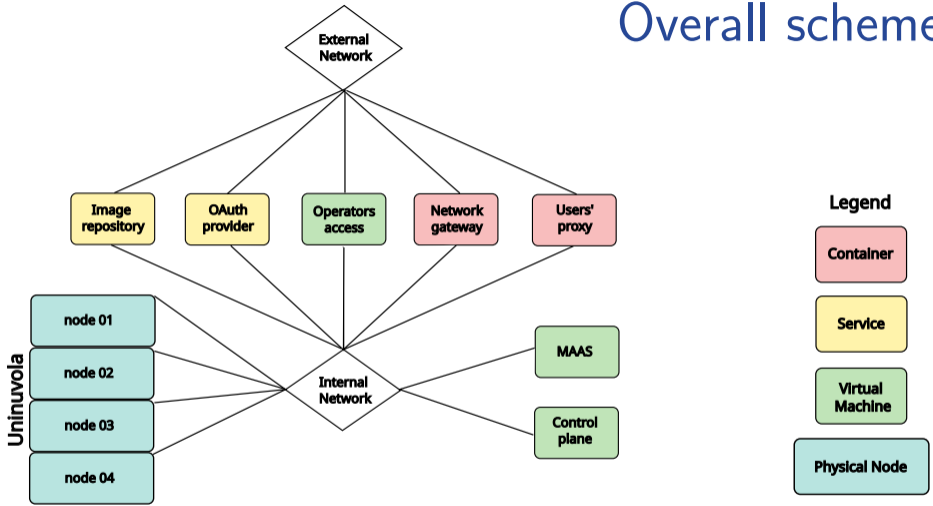 Overall scheme
External
Network
Image
repository
OAuth
provider
Operators
access
Network
gateway
Users'
proxy
Legend
Container
Service
Virtual
Machine
Physical Node
Uninuvola
node 01
node 02
node 03
node 04
Internal
Network
MAAS
Control
plane